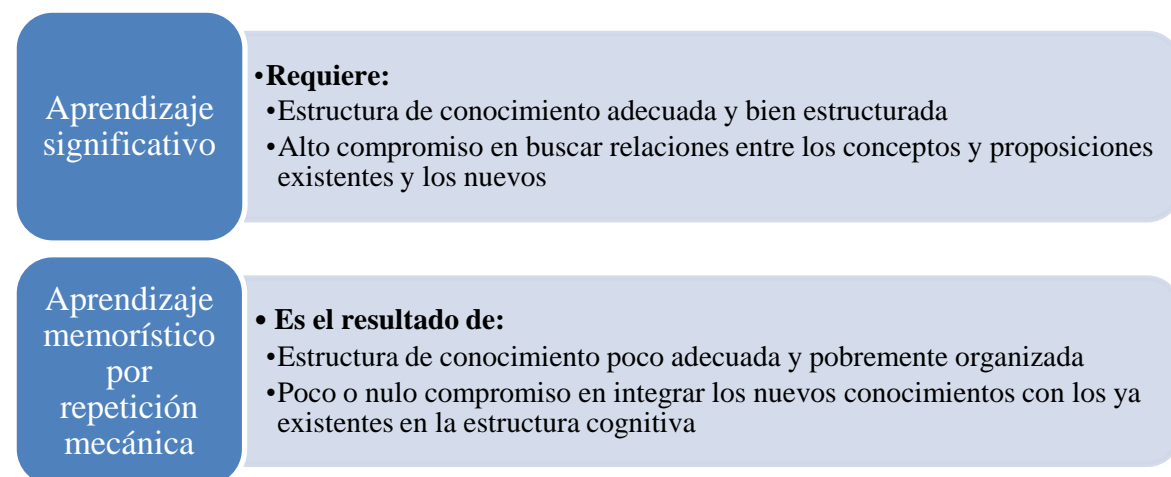 Aprendizaje
significativo
•Requiere:
•Estructura de conocimiento adecuada y bien estructurada
•Alto compromiso en buscar relaciones entre los conceptos y proposiciones
existentes y los nuevos
Aprendizaje
memorístico
por
repetición
mecánica
• Es el resultado de:
•Estructura de conocimiento poco adecuada y pobremente organizada
•Poco o nulo compromiso en integrar los nuevos conocimientos con los ya
existentes en la estructura cognitiva